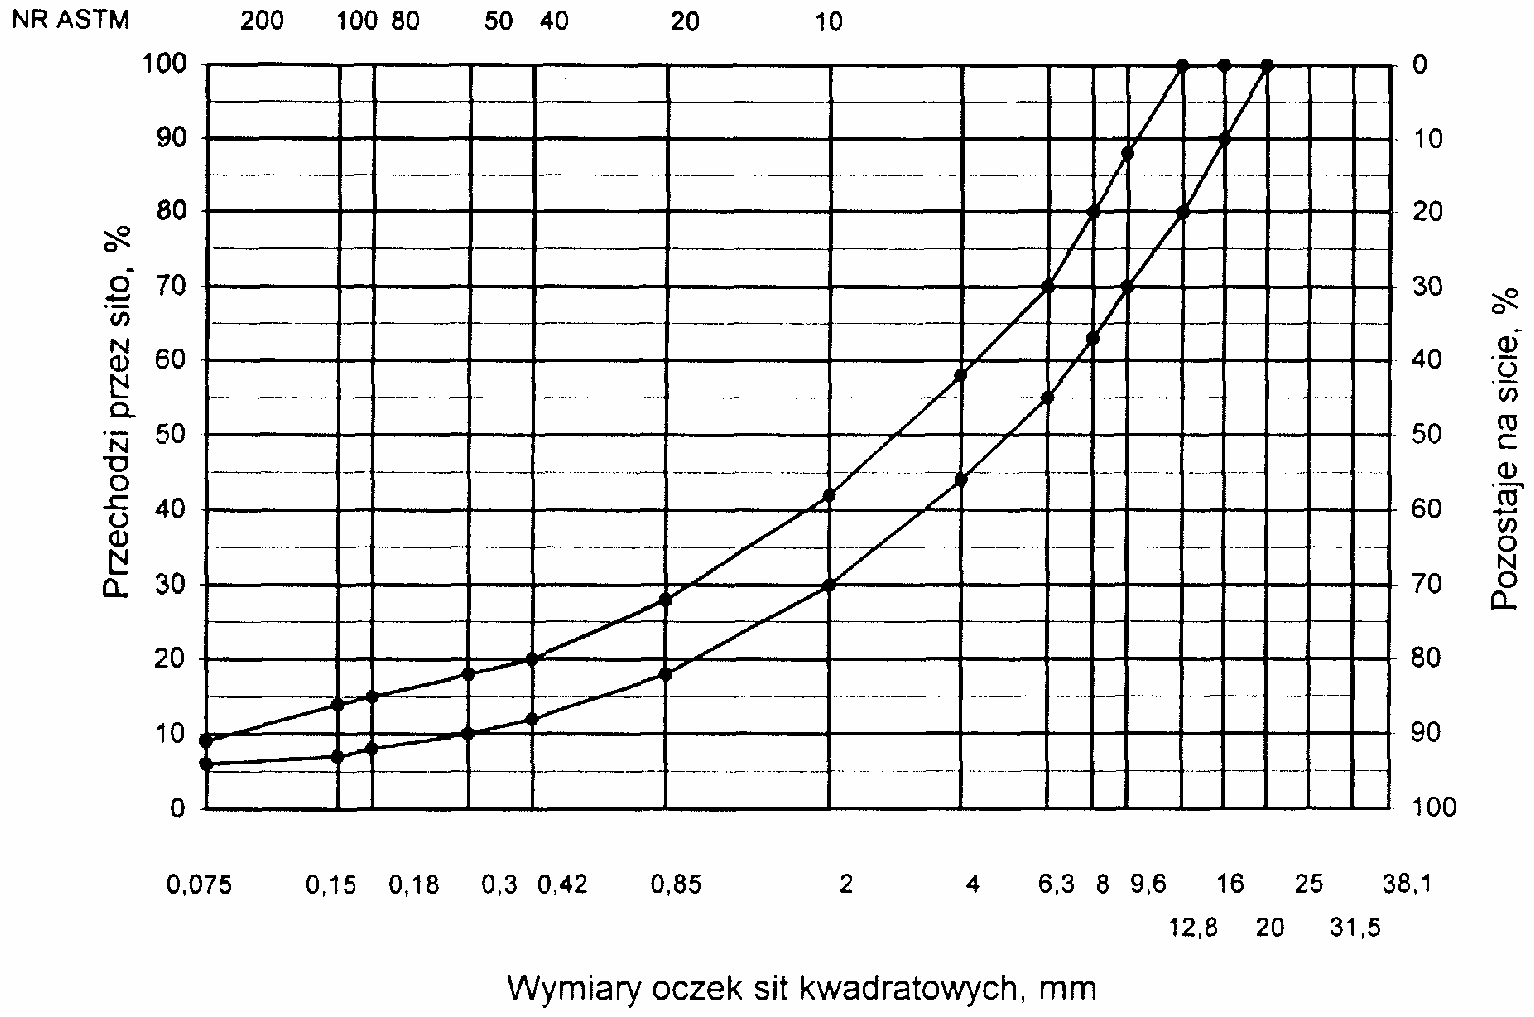 NR ASTM 200 100 80 50 40 20 10
100 0
90 10
80 20
70 30
60 40
50 50
40 60
30 70
20 80
10 90
0 100
Przechodzi przez sito, %
Pozostaje na sicie, %
0,075 0,15 0,18 0,3 0,42 0,85 2 4 6,3 8 9,6 16 25 38,1
12,8 20 31,5
Wymiary oczek sit kwadratowych, mm